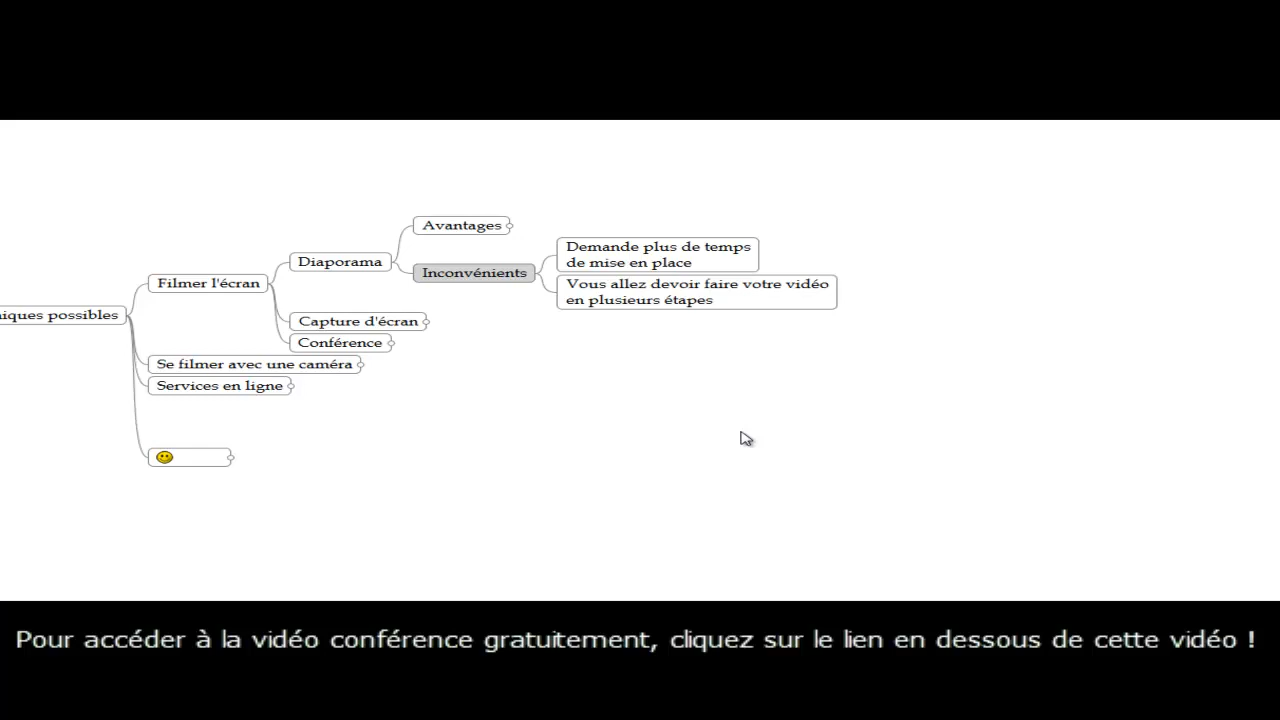 Avantages
Demande plus de temps
de mise en place
Diaporama
Inconvénients
Filmer l'écran
Vous allez devoir faire votre vidéo
en plusieurs étapes
possibles
Capture d'écran
Conférence
Se filmer avec une caméra
Services en ligne
Pour accéder à la vidéo conférence gratuitement, cliquez sur le lien en dessous de cette vidéo !